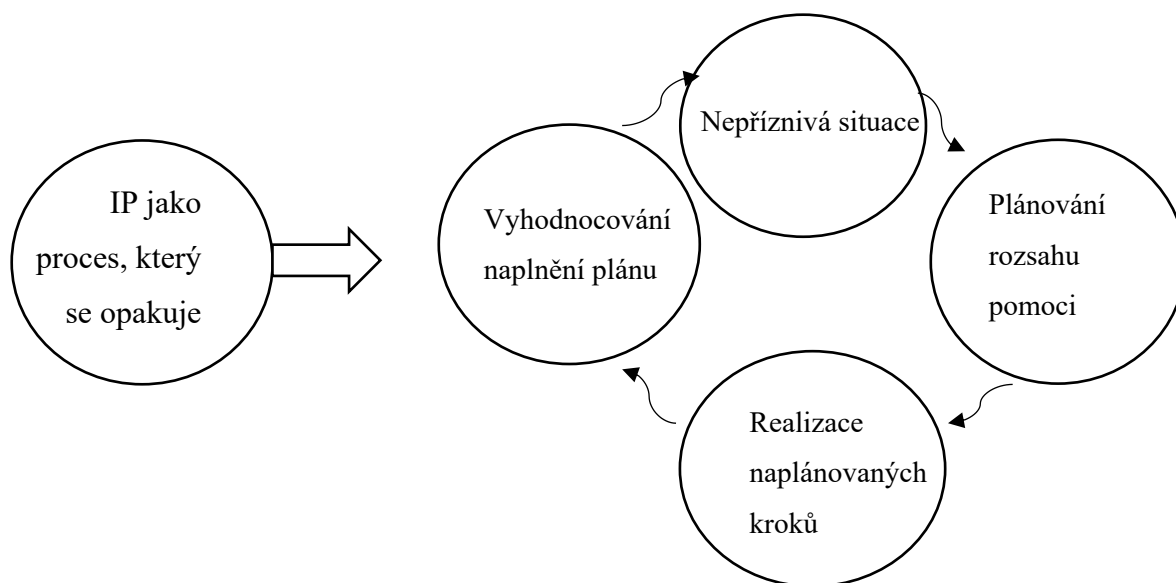 IP jako
proces, který
se opakuje
Nepříznivá situace
Plánování
rozsahu
pomoci
Realizace
naplánovaných
kroků
Vyhodnocování
naplnění plánu